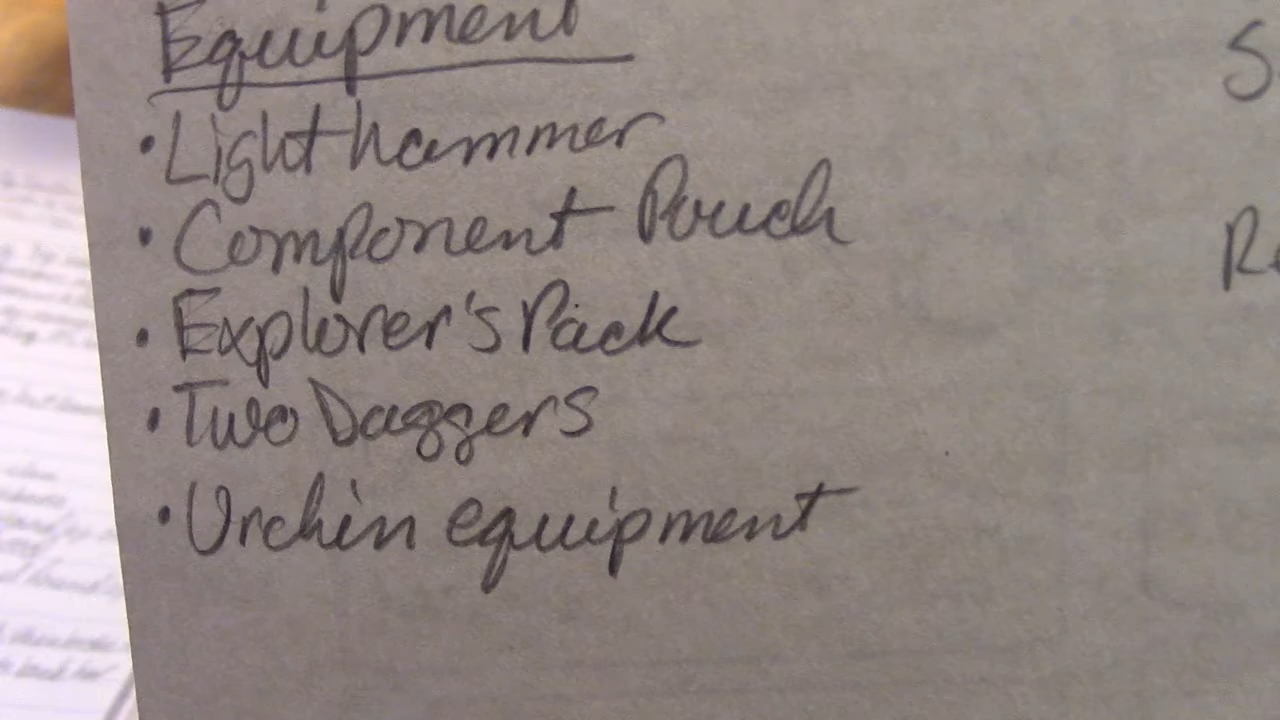 Equipment
• Light hammer
• Component Pouch
• Explorer's Pack
• Two Daggers
• Urchin equipment